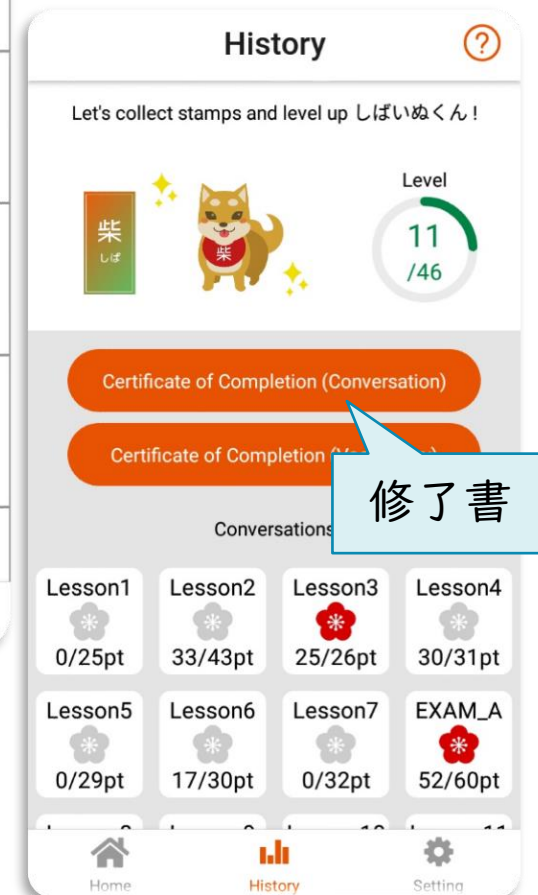 History
?
Let's collect stamps and level up しばいぬくん!
Level
柴
しば
柴
11
/46
Certificate of Completion (Conversation)
Certificate of Completion
修了書
Conversations
Lesson1 Lesson2 Lesson3 Lesson4
0/25pt 33/43pt 25/26pt 30/31pt
Lesson5 Lesson6 Lesson7 EXAM_A
0/29pt 17/30pt 0/32pt 52/60pt
Home History Setting